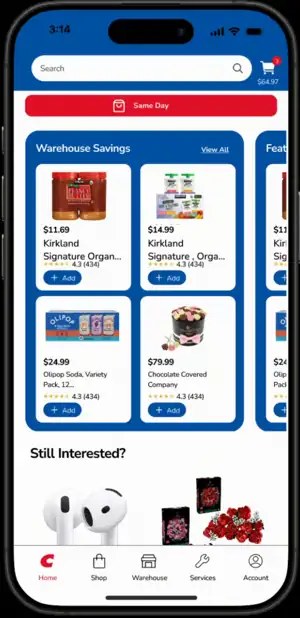 3:14
Search
3
$64.97
Same Day
Warehouse Savings
View All
Feat
$11.69
Kirkland
Signature Organ...
4.3 (434)
+ Add
$14.99
Kirkland
Signature , Orga...
4.3 (434)
+ Add
OLIPOP
$24.99
Olipop Soda, Variety
Pack, 12...
4.3 (434)
+ Add
$79.99
Chocolate Covered
Company
4.3 (434)
+ Add
Still Interested?
Home
Shop
Warehouse
Services
Account